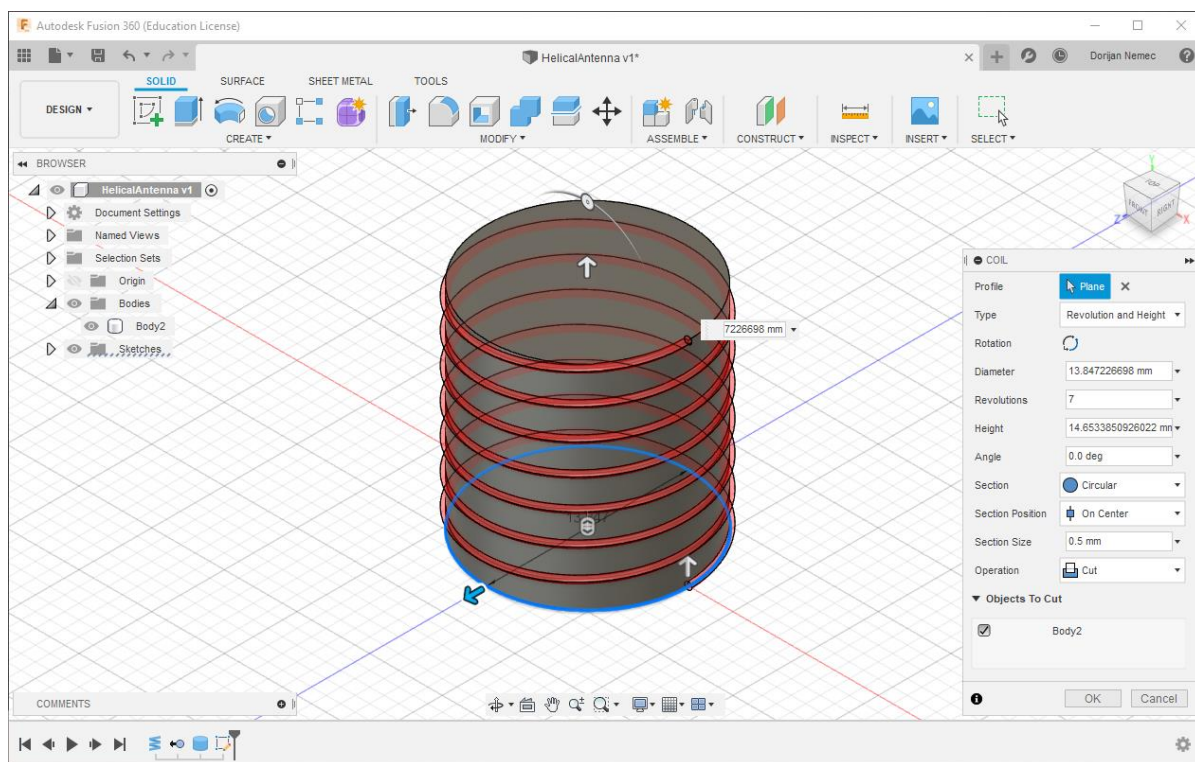 Autodesk Fusion 360 (Education License)
HelicalAntenna v1*
Dorijan Nemec
SOLID SURFACE SHEET METAL TOOLS
DESIGN
CREATE MODIFY ASSEMBLE CONSTRUCT INSPECT INSERT SELECT
BROWSER
HelicalAntenna v1
Document Settings
Named Views
Selection Sets
Origin
Bodies
Body2
Sketches
7226698 mm
TOP
FRONT RIGHT
Y
Z X
COIL
Profile Plane
Type Revolution and Height
Rotation
Diameter 13.847226698 mm
Revolutions 7
Height 14.6533850926022 mm
Angle 0.0 deg
Section Circular
Section Position On Center
Section Size 0.5 mm
Operation Cut
Objects To Cut
Body2
OK Cancel
COMMENTS